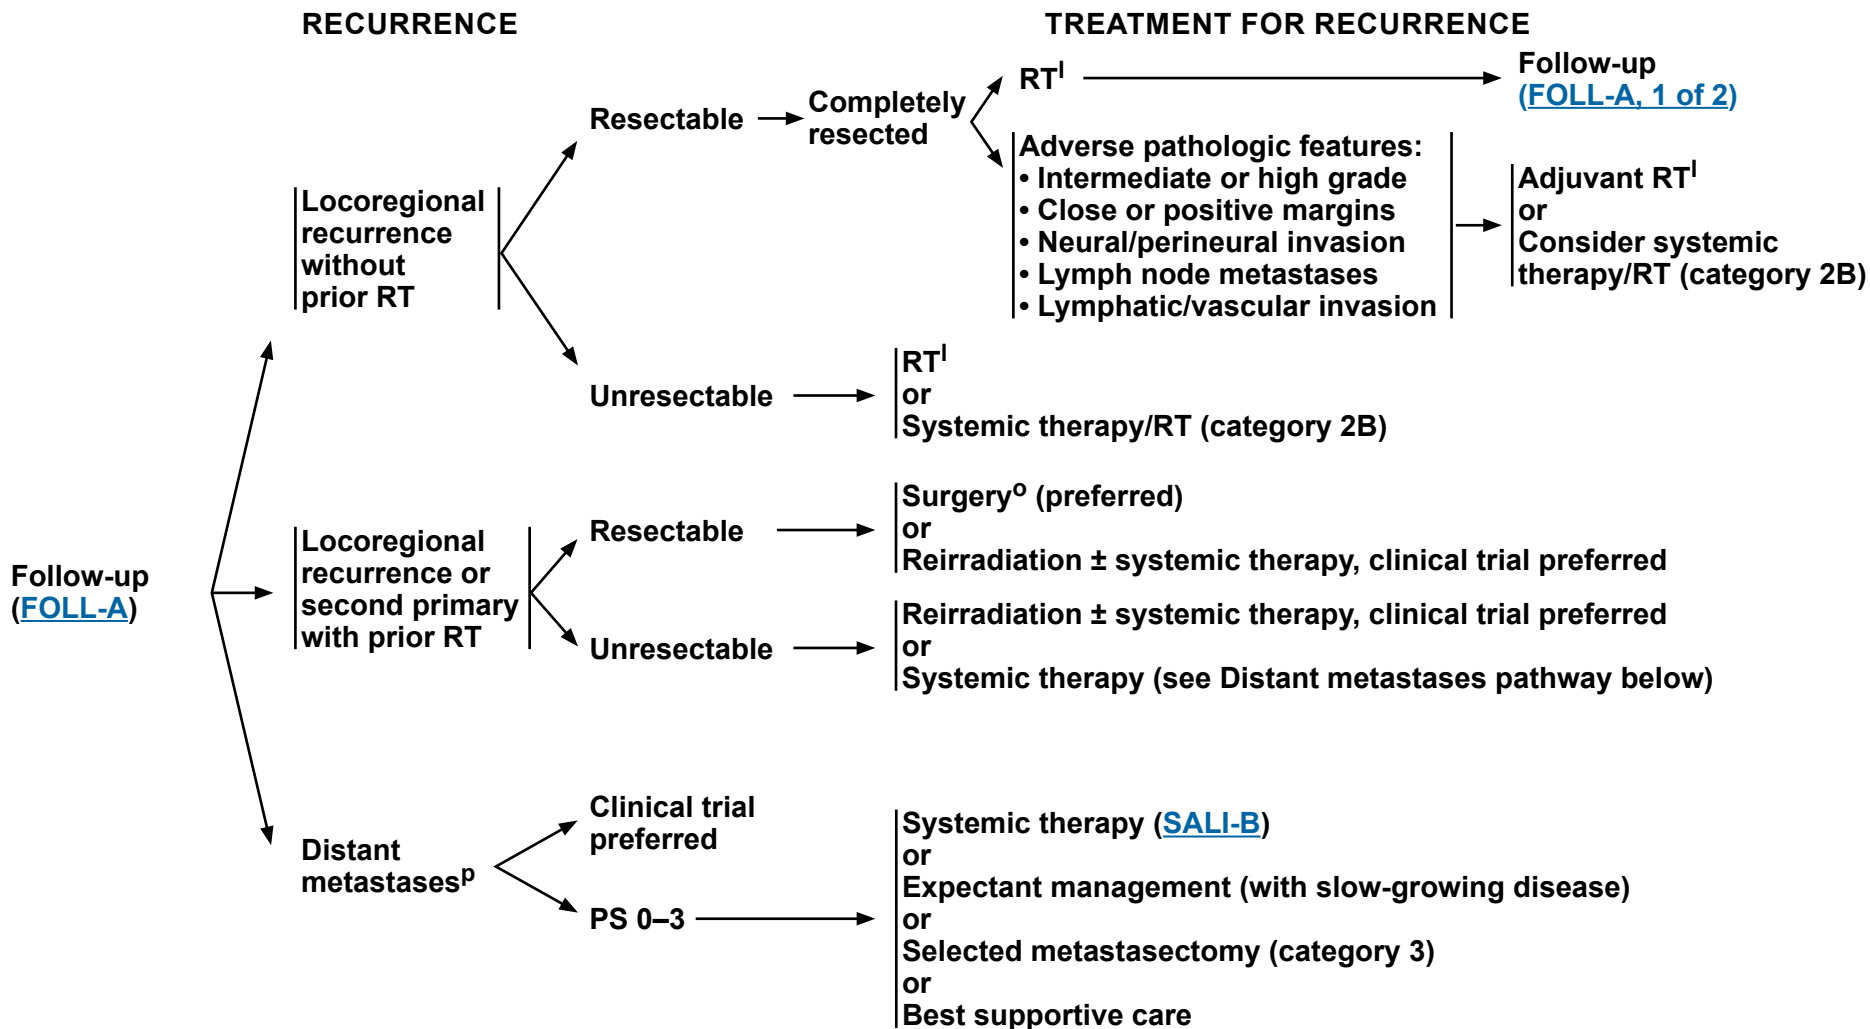 RECURRENCE
TREATMENT FOR RECURRENCE
Follow-up
(FOLL-A)
Locoregional
recurrence
without
prior RT
Resectable
Completely
resected
RTˡ
Follow-up
(FOLL-A, 1 of 2)
Adverse pathologic features:
• Intermediate or high grade
• Close or positive margins
• Neural/perineural invasion
• Lymph node metastases
• Lymphatic/vascular invasion
Adjuvant RTˡ
or
Consider systemic
therapy/RT (category 2B)
Unresectable
RTˡ
or
Systemic therapy/RT (category 2B)
Locoregional
recurrence or
second primary
with prior RT
Resectable
Surgeryᵒ (preferred)
or
Reirradiation ± systemic therapy, clinical trial preferred
Unresectable
Reirradiation ± systemic therapy, clinical trial preferred
or
Systemic therapy (see Distant metastases pathway below)
Distant
metastasesᵖ
Clinical trial
preferred
PS 0–3
Systemic therapy (SALI-B)
or
Expectant management (with slow-growing disease)
or
Selected metastasectomy (category 3)
or
Best supportive care